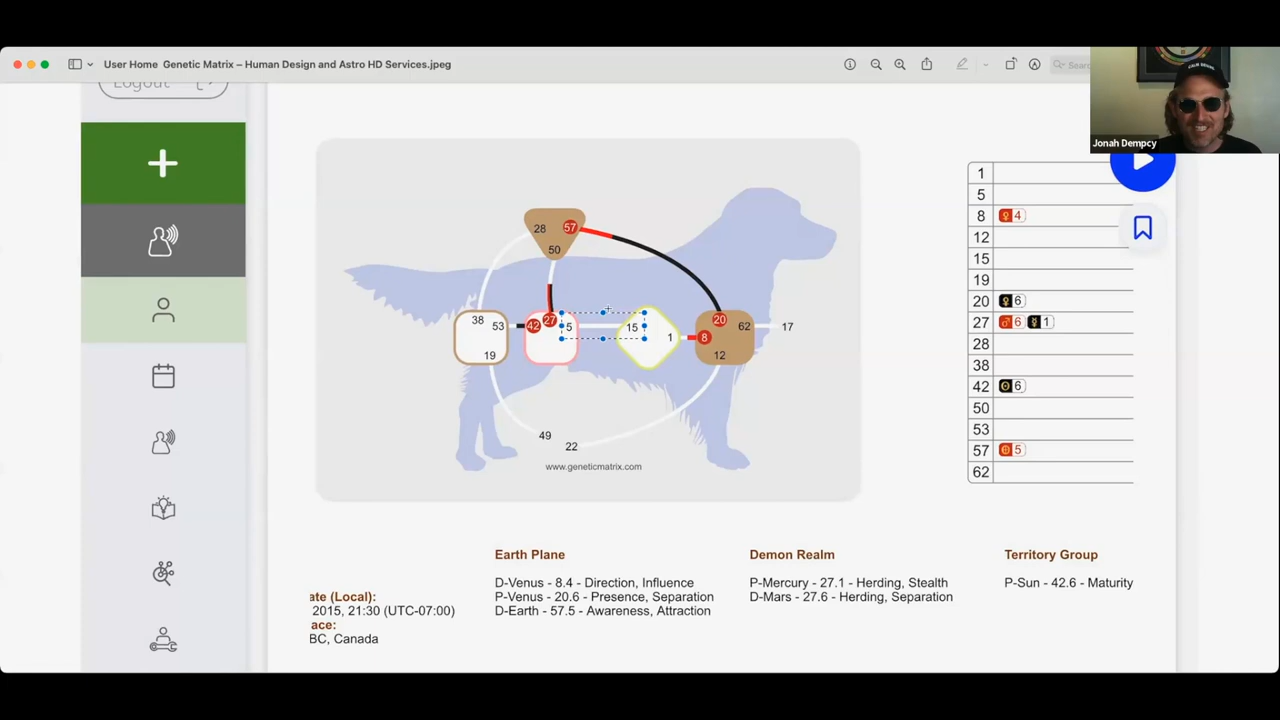 User Home Genetic Matrix – Human Design and Astro HD Services.jpeg
Jonah Dempcy
Logout
28
57
50
38
53
42
27
5
15
1
8
20
62
17
19
12
49
22
www.geneticmatrix.com
1
5
8 4
12
15
19
20 6
27 6 1
28
38
42 6
50
53
57 5
62
Earth Plane
D-Venus - 8.4 - Direction, Influence
P-Venus - 20.6 - Presence, Separation
D-Earth - 57.5 - Awareness, Attraction
Demon Realm
P-Mercury - 27.1 - Herding, Stealth
D-Mars - 27.6 - Herding, Separation
Territory Group
P-Sun - 42.6 - Maturity
ate (Local):
2015, 21:30 (UTC-07:00)
ace:
BC, Canada